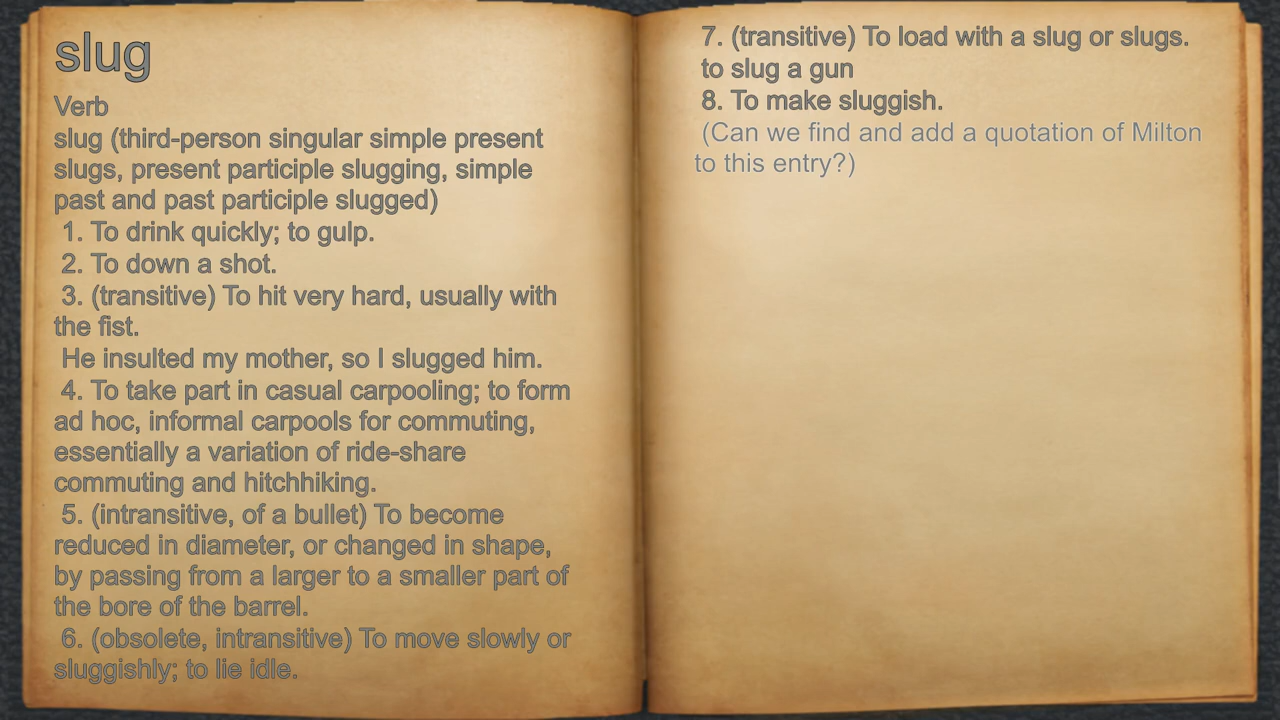 slug
Verb
slug (third-person singular simple present
slugs, present participle slugging, simple
past and past participle slugged)
1. To drink quickly; to gulp.
2. To down a shot.
3. (transitive) To hit very hard, usually with
the fist.
He insulted my mother, so I slugged him.
4. To take part in casual carpooling; to form
ad hoc, informal carpools for commuting,
essentially a variation of ride-share
commuting and hitchhiking.
5. (intransitive, of a bullet) To become
reduced in diameter, or changed in shape,
by passing from a larger to a smaller part of
the bore of the barrel.
6. (obsolete, intransitive) To move slowly or
sluggishly; to lie idle.
7. (transitive) To load with a slug or slugs.
to slug a gun
8. To make sluggish.
(Can we find and add a quotation of Milton
to this entry?)